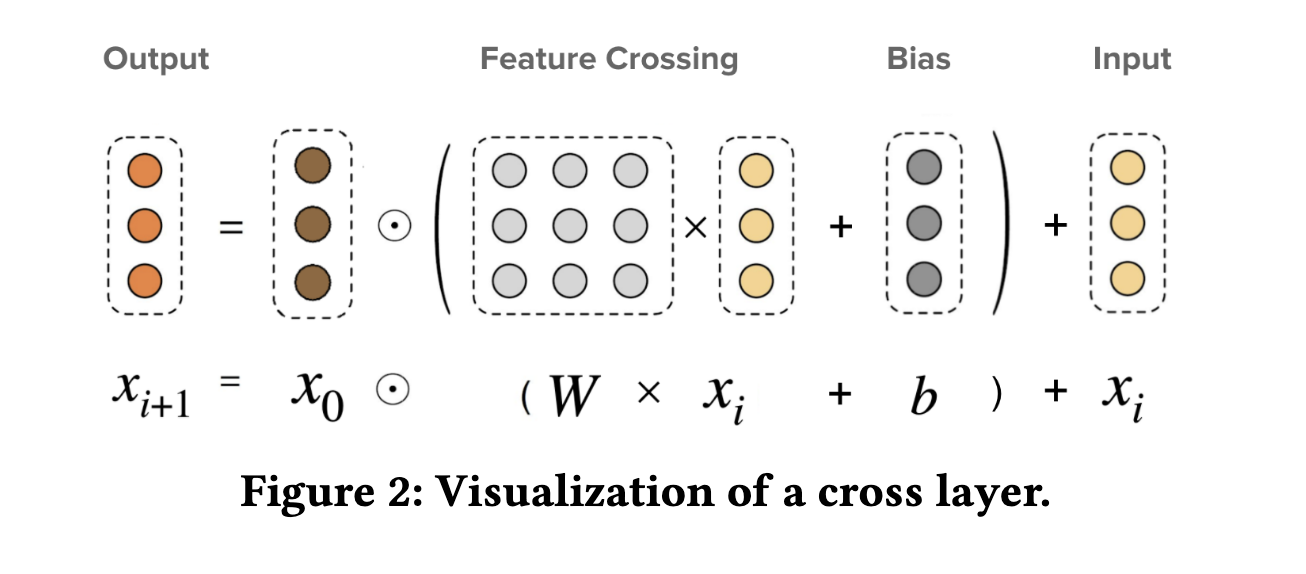 Output Feature Crossing Bias Input
= ⊙ ( × + ) +
x_{i+1} = x_0 ⊙ ( W × x_i + b ) + x_i
Figure 2: Visualization of a cross layer.